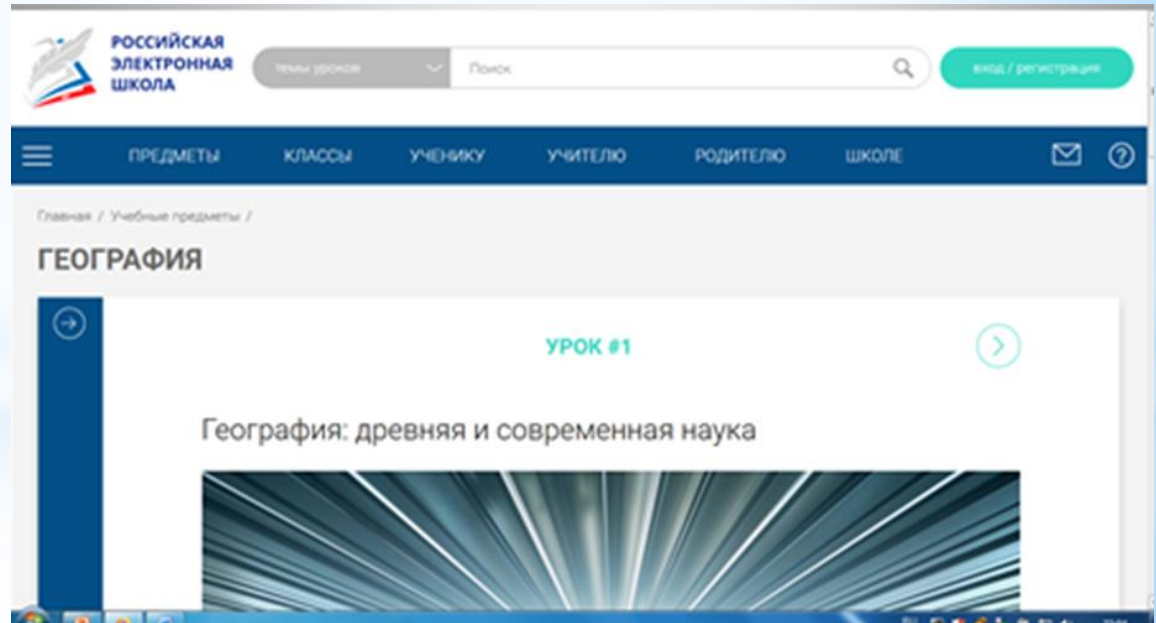 РОССИЙСКАЯ
ЭЛЕКТРОННАЯ
ШКОЛА
темы уроков
Поиск
вход / регистрация
ПРЕДМЕТЫ КЛАССЫ УЧЕНИКУ УЧИТЕЛЮ РОДИТЕЛЮ ШКОЛЕ
Главная / Учебные предметы /
ГЕОГРАФИЯ
УРОК #1
География: древняя и современная наука